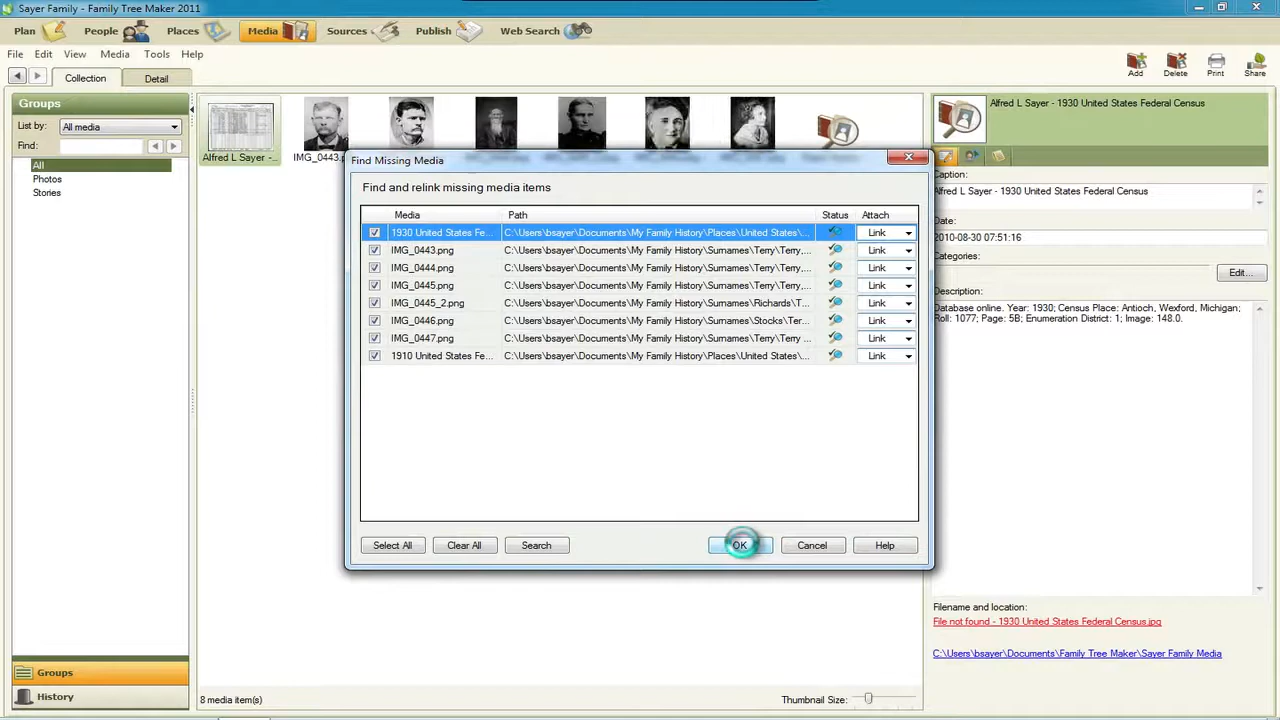 Sayer Family - Family Tree Maker 2011
Plan People Places Media Sources Publish Web Search
File Edit View Media Tools Help
Add Delete Print Share
Collection Detail
Groups
List by: All media
Find:
All
Photos
Stories
Alfred L Sayer -...
IMG_0443.p
Find Missing Media
Find and relink missing media items
Media Path Status Attach
1930 United States Fe... C:\Users\bsayer\Documents\My Family History\Places\United States\... Link
IMG_0443.png C:\Users\bsayer\Documents\My Family History\Surnames\Terry\Terry,... Link
IMG_0444.png C:\Users\bsayer\Documents\My Family History\Surnames\Terry\Terry,... Link
IMG_0445.png C:\Users\bsayer\Documents\My Family History\Surnames\Terry\Terry,... Link
IMG_0445_2.png C:\Users\bsayer\Documents\My Family History\Surnames\Richards\T... Link
IMG_0446.png C:\Users\bsayer\Documents\My Family History\Surnames\Stocks\Ter... Link
IMG_0447.png C:\Users\bsayer\Documents\My Family History\Surnames\Terry\Terry ... Link
1910 United States Fe... C:\Users\bsayer\Documents\My Family History\Places\United States\... Link
Select All Clear All Search OK Cancel Help
Alfred L Sayer - 1930 United States Federal Census
Caption:
Alfred L Sayer - 1930 United States Federal Census
Date:
2010-08-30 07:51:16
Categories:
Edit...
Description:
Database online. Year: 1930; Census Place: Antioch, Wexford, Michigan;
Roll: 1077; Page: 5B; Enumeration District: 1; Image: 148.0.
Filename and location:
File not found - 1930 United States Federal Census.jpg
C:\Users\bsayer\Documents\Family Tree Maker\Sayer Family Media
Groups
History
8 media item(s)
Thumbnail Size: